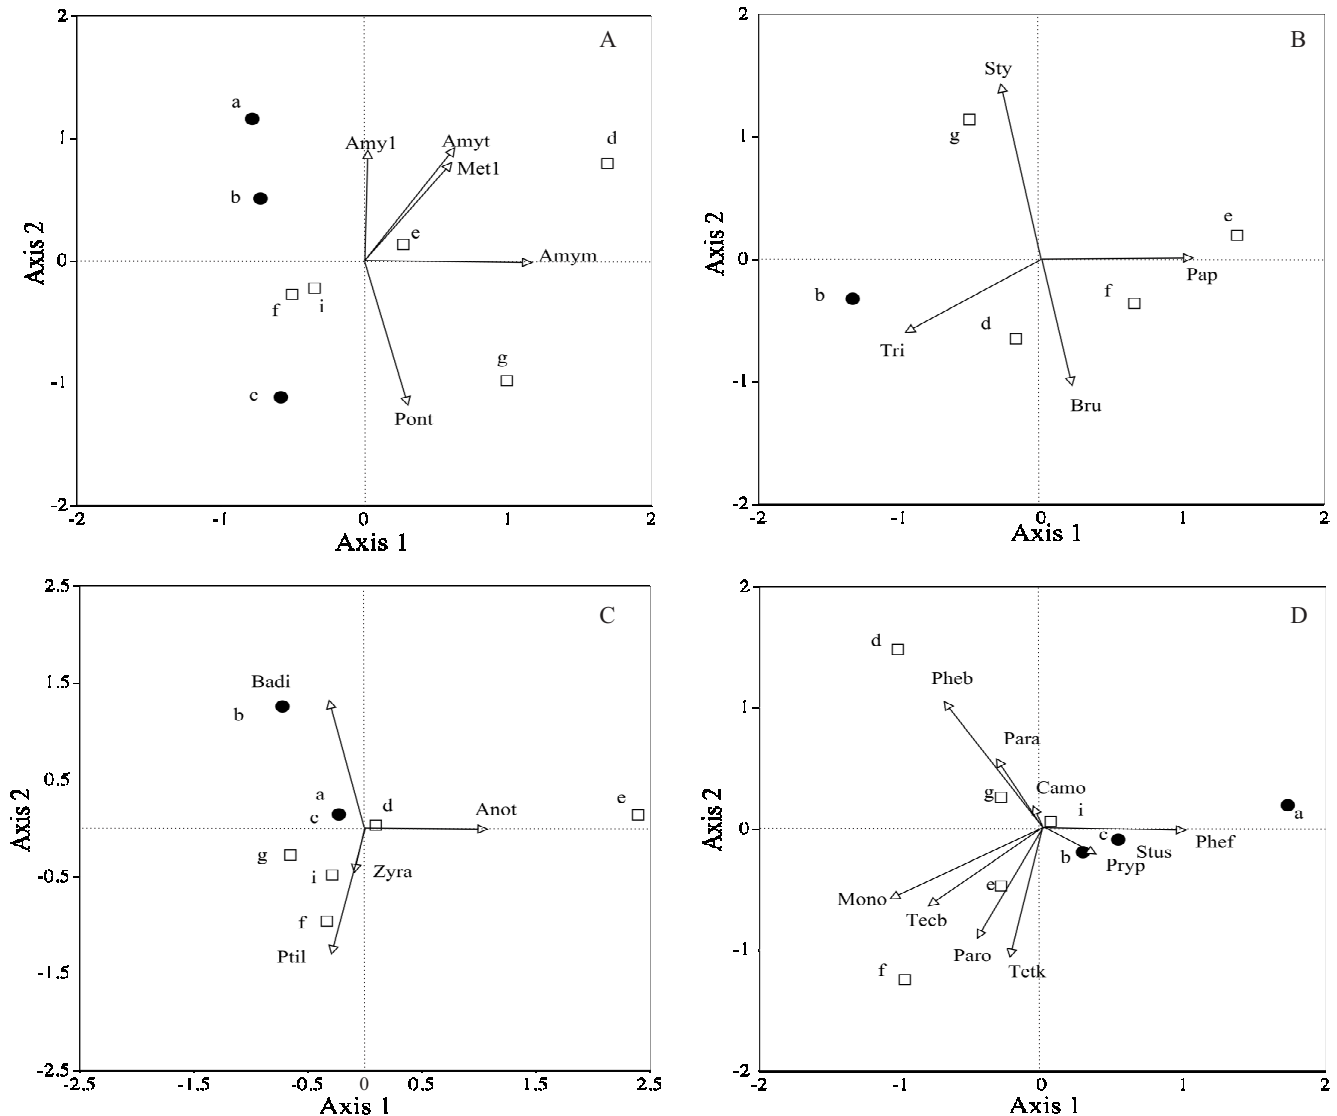 2
A
a
d
1
Amy1
Amyt
Met1
b
e
Axis 2
0
Amym
f
i
g
-1
c
Pont
-2
-2
-1
0
1
2
Axis 1
2
B
Sty
1
g
e
Axis 2
0
Pap
b
f
d
Tri
-1
Bru
-2
-2
-1
0
1
2
Axis 1
2.5
C
1.5
Badi
b
0.5
a
d
e
Anot
c
Axis 2
g
i
Zyra
-0.5
f
Ptil
-1.5
-2.5
-2.5
-1.5
-0.5
0
0.5
1.5
2.5
Axis 1
2
D
d
Pheb
1
Para
Camo
g
i
a
Axis 2
0
c
Phef
b
Stus
Pryp
e
Mono
Tecb
Paro
-1
Tctk
f
-2
-2
-1
0
1
2
Axis 1